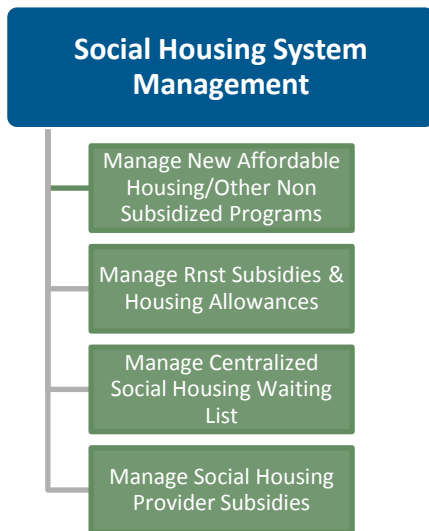 Social Housing System
Management
Manage New Affordable
Housing/Other Non
Subsidized Programs
Manage Rnst Subsidies &
Housing Allowances
Manage Centralized
Social Housing Waiting
List
Manage Social Housing
Provider Subsidies